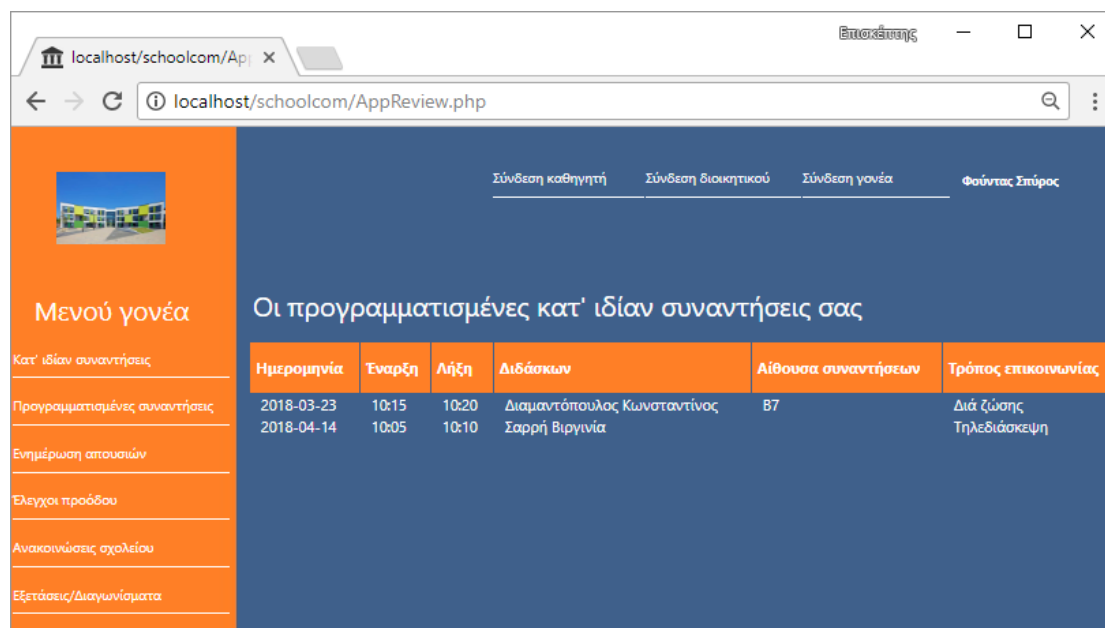 Επισκέπτης
localhost/schoolcom/App
localhost/schoolcom/AppReview.php
Σύνδεση καθηγητή Σύνδεση διοικητικού Σύνδεση γονέα Φούντας Σπύρος
Μενού γονέα
Κατ' ιδίαν συναντήσεις
Προγραμματισμένες συναντήσεις
Ενημέρωση απουσιών
Έλεγχοι προόδου
Ανακοινώσεις σχολείου
Εξετάσεις/Διαγωνίσματα
Οι προγραμματισμένες κατ' ιδίαν συναντήσεις σας
Ημερομηνία Έναρξη Λήξη Διδάσκων Αίθουσα συναντήσεων Τρόπος επικοινωνίας
2018-03-23 10:15 10:20 Διαμαντόπουλος Κωνσταντίνος Β7 Διά ζώσης
2018-04-14 10:05 10:10 Σαρρή Βιργινία Τηλεδιάσκεψη